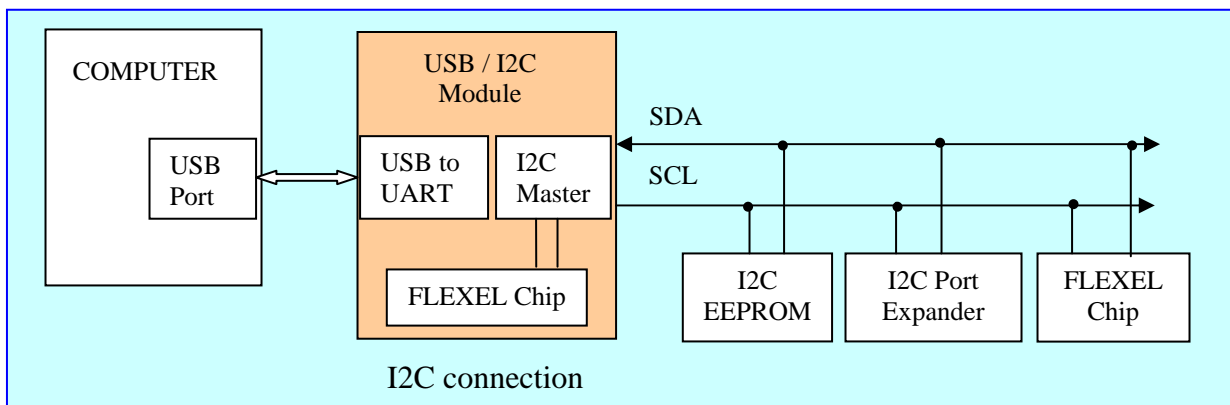 COMPUTER
USB
Port
USB / I2C
Module
USB to
UART
I2C
Master
FLEXEL Chip
SDA
SCL
I2C
EEPROM
I2C Port
Expander
FLEXEL
Chip
I2C connection